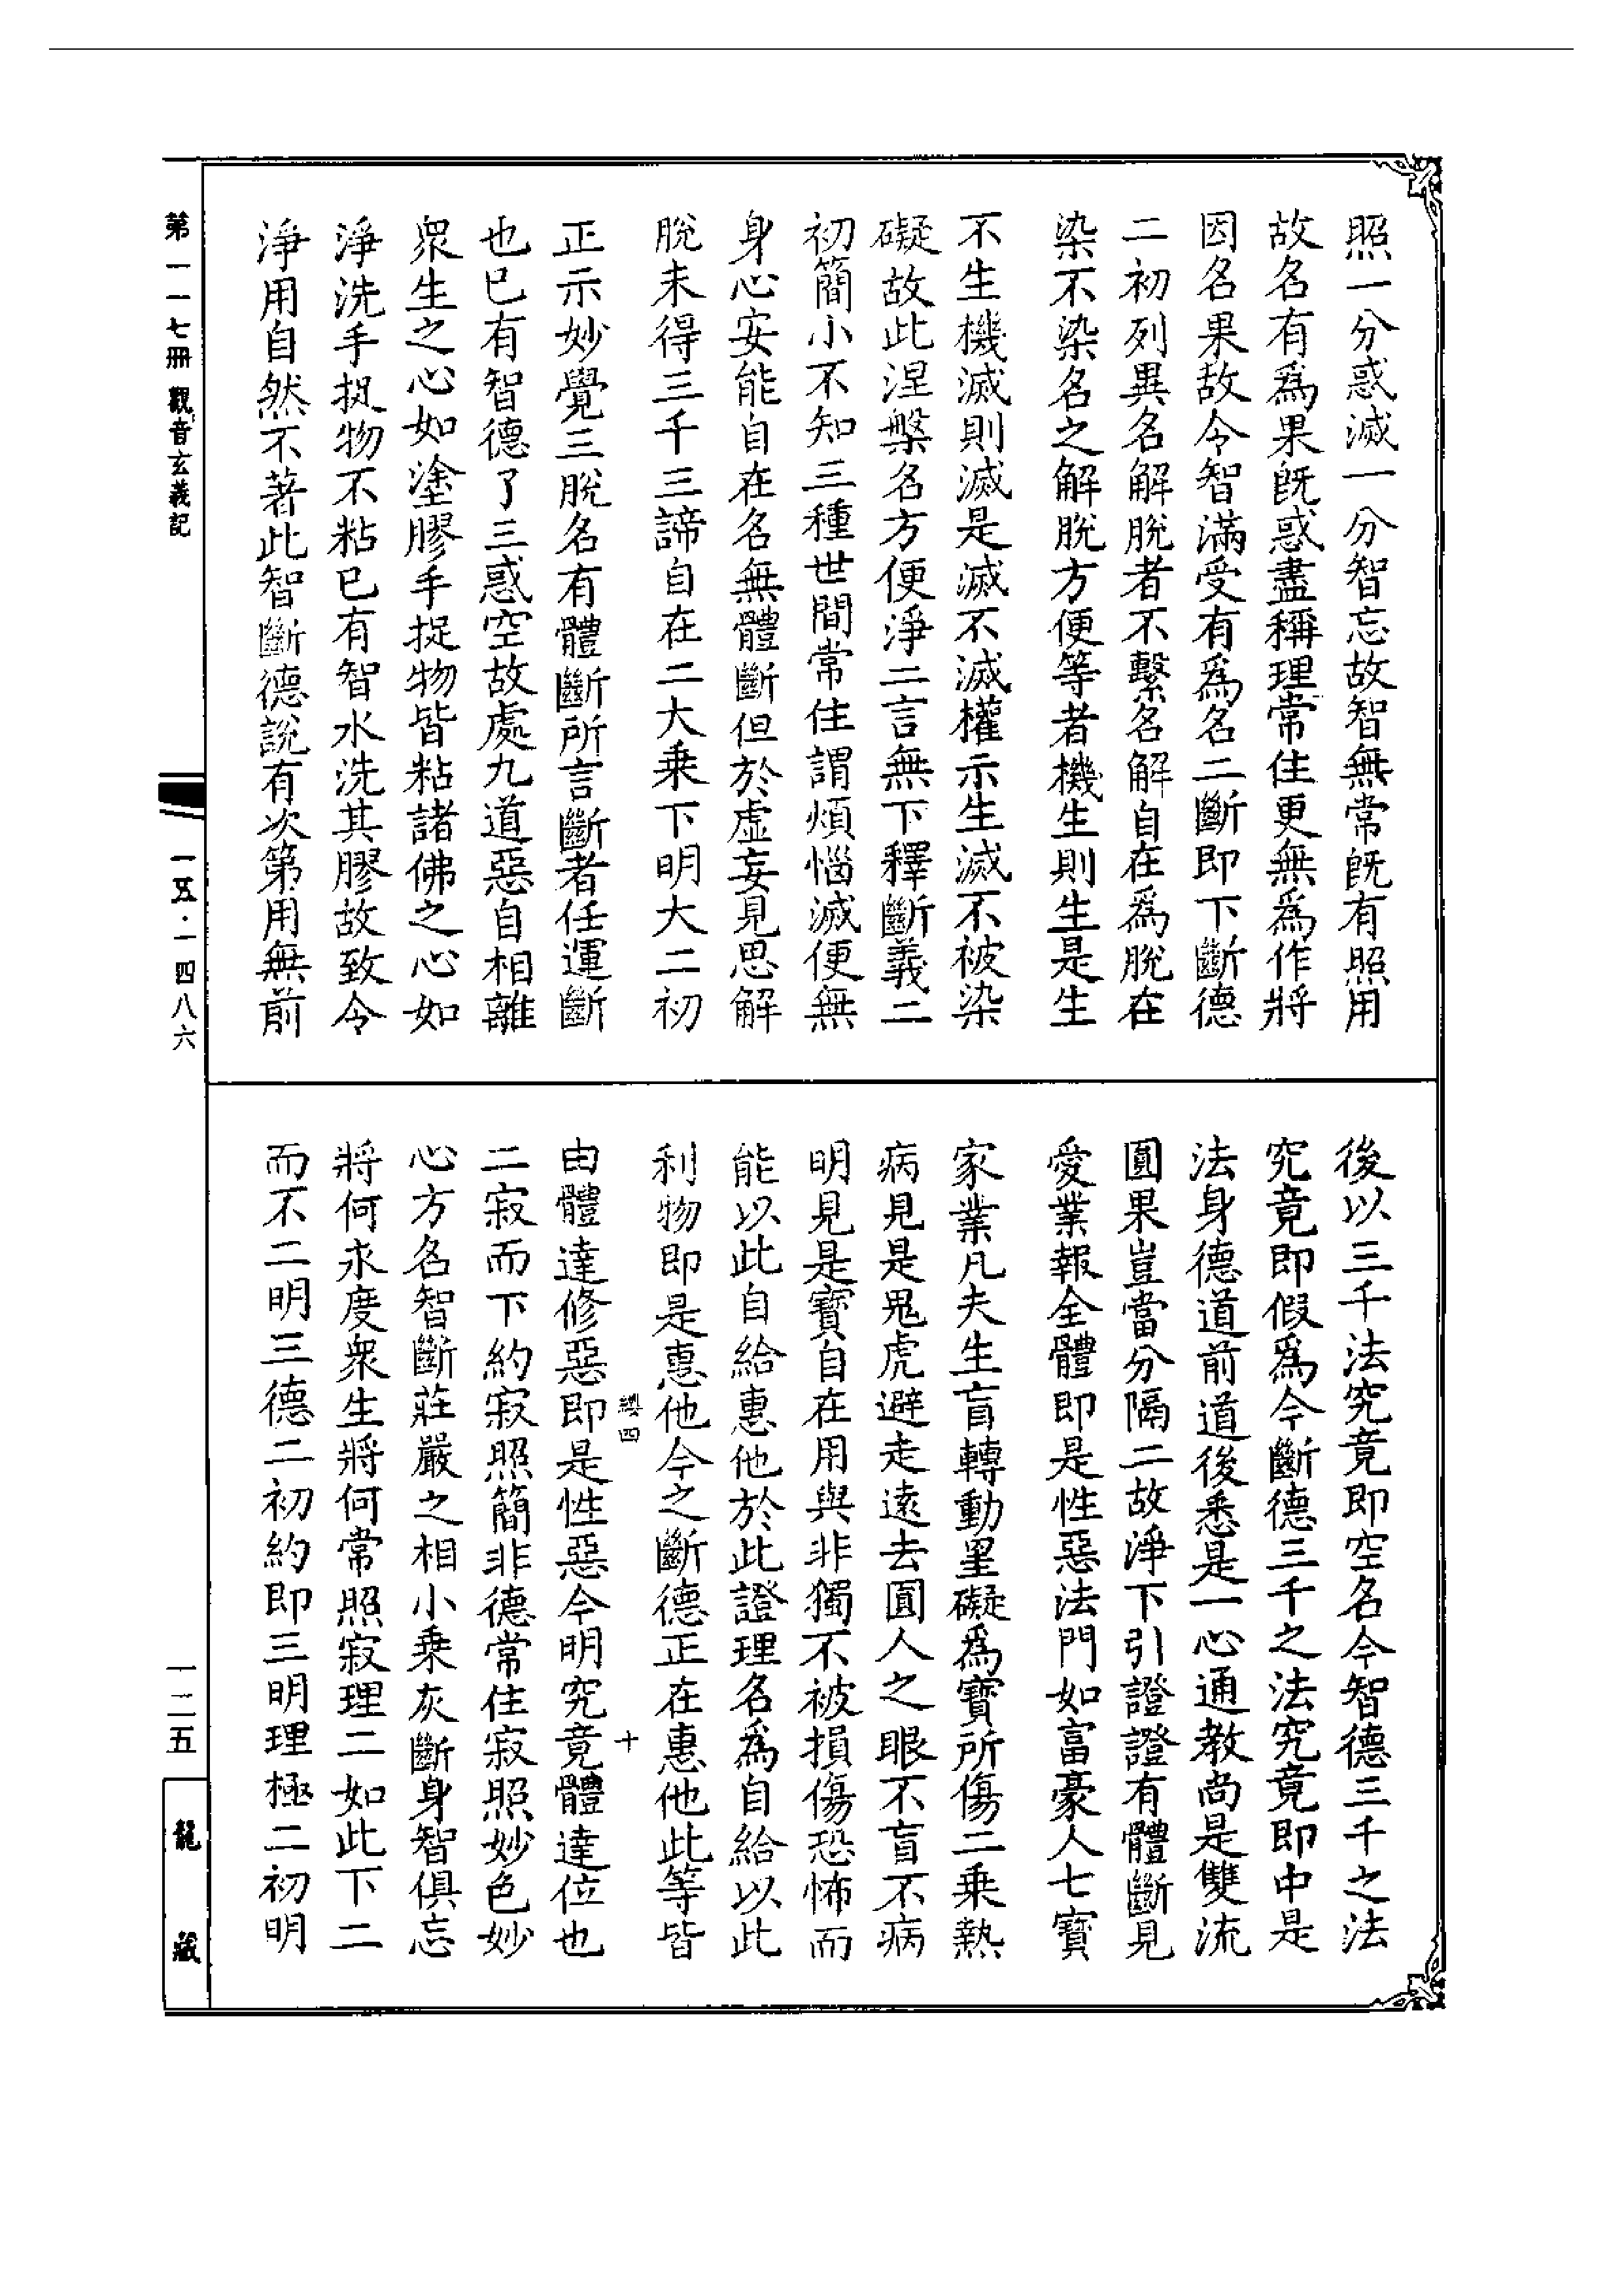 照一分惑滅一分智忘故智無常旣有照用
故名有爲果旣惑盡稱理常住更無爲作將
因名果故令智滿受有爲名二斷即下斷德
二初列異名解脫者不繫名解自在爲脫在
染不染名之解脫方便等者機生則生是生
不生機滅則滅是滅不滅權示生滅不被染
礙故此涅槃名方便淨二言無下釋斷義二
初簡小不知三種世間常住謂煩惱滅便無
身心安能自在名無體斷但於虛妄見思解
脫未得三千三諦自在二大乘下明大二初
正示妙覺三脫名有體斷所言斷者任運斷
也已有智德了三惑空故處九道惡自相離
衆生之心如塗膠手捉物皆粘諸佛之心如
淨洗手捉物不粘已有智水洗其膠故致令
淨用自然不著此智斷德說有次第用無前
後以三千法究竟即空名今智德三千之法
究竟即假爲今斷德三千之法究竟即中是
法身德道前道後悉是一心通教尚是雙流
圓果豈當分隔二故淨下引證證有體斷見
愛業報全體即是性惡法門如富豪人七寶
家業凡夫生盲轉動罣礙爲寶所傷二乘熱
病見是鬼虎避走遠去圓人之眼不盲不病
明見是寶自在用與非獨不被損傷恐怖而
能以此自給惠他於此證理名爲自給以此
利物即是惠他今之斷德正在惠他此等皆
纓四 十
由體達修惡即是性惡今明究竟體達位也
二寂而下約寂照簡非德常住寂照妙色妙
心方名智斷莊嚴之相小乘灰斷身智俱忘
將何求度衆生將何常照寂理二如此下二
而不二明三德二初約即三明理極二初明
第一一七冊 觀音玄義記
一五·一四八六
一二五
龍藏